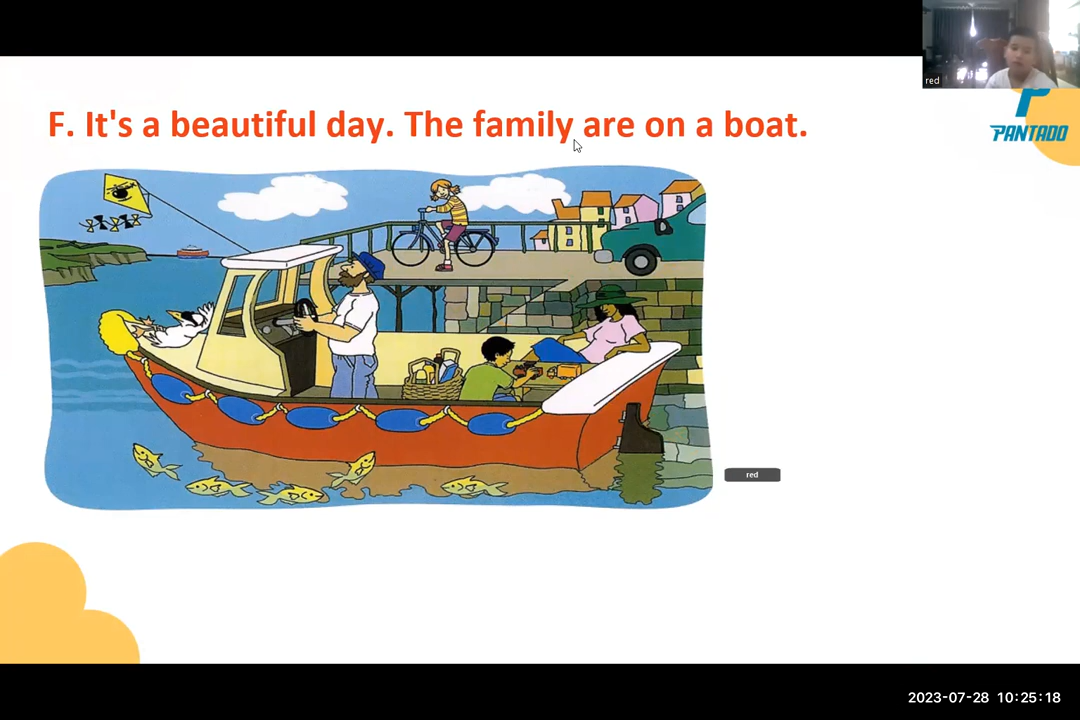 red
PANTADO
F. It's a beautiful day. The family are on a boat.
red
2023-07-28 10:25:18